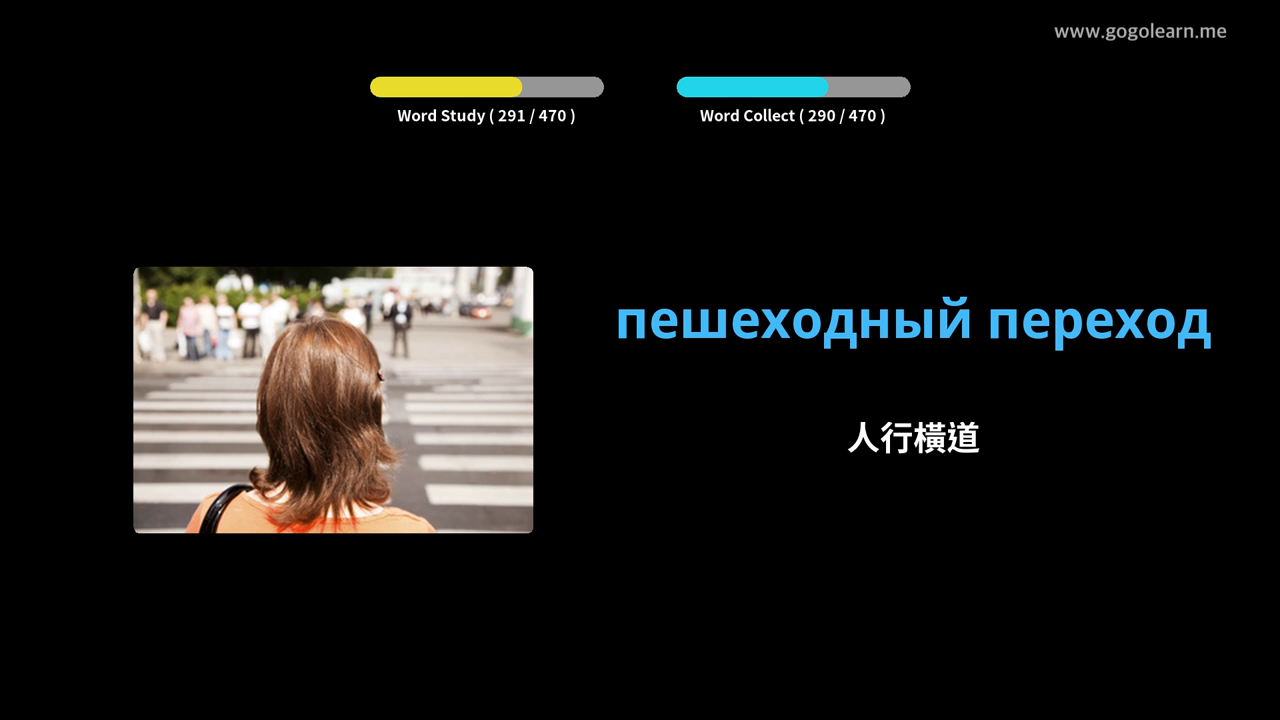 www.gogolearn.me
Word Study ( 291 / 470 )
Word Collect ( 290 / 470 )
пешеходный переход
人行橫道